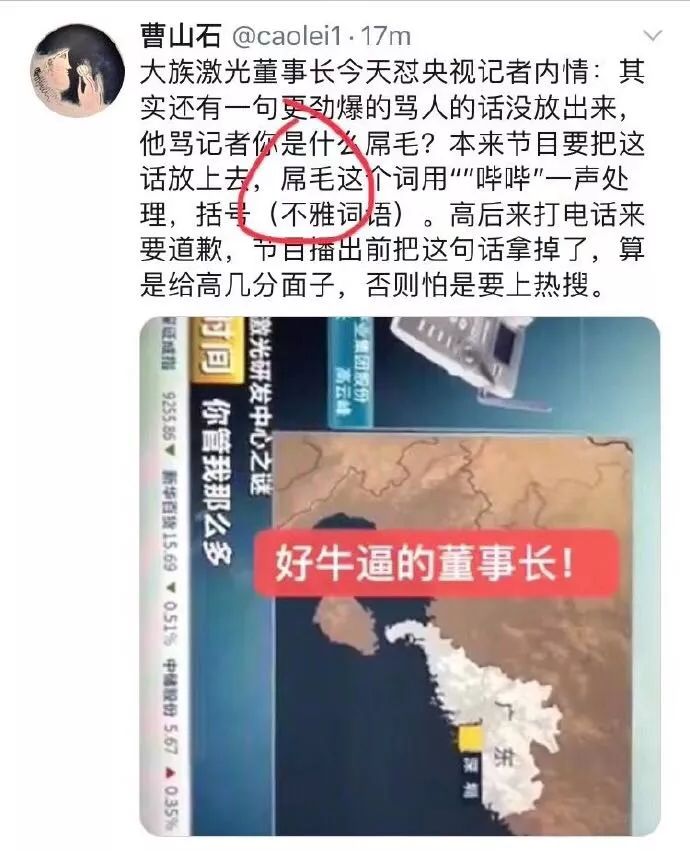 曹山石 @caolei1 · 17m
大族激光董事长今天怼央视记者内情：其
实还有一句更劲爆的骂人的话没放出来，
他骂记者你是什么屌毛？本来节目要把这
话放上去，屌毛这个词用“”哔哔”一声处
理，括号（不雅词语）。高后来打电话来
要道歉，节目播出前把这句话拿掉了，算
是给高几分面子，否则怕是要上热搜。
业集团股份
高云峰
时间
激光研发中心之谜
你管我那么多
好牛逼的董事长！
广东
深圳
深证成指 9255.86 ▼ 新华百货 15.69 ▼ 0.51% 中储股份 5.67 ▲ 0.35%